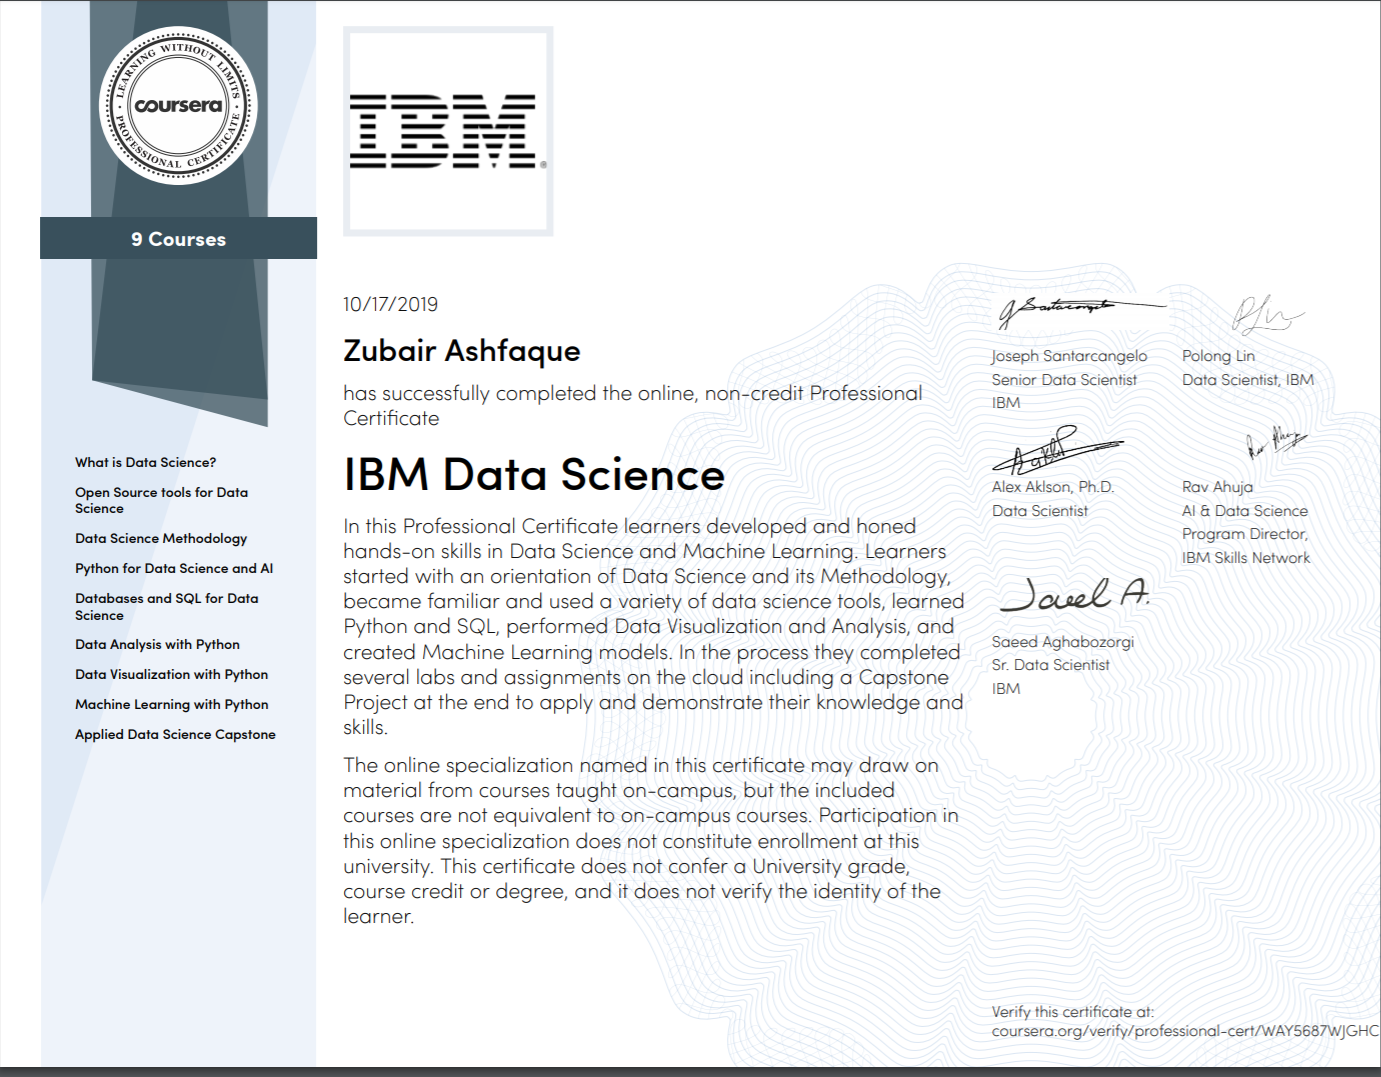 LEARNING WITHOUT LIMITS
coursera
PROFESSIONAL CERTIFICATE
9 Courses
What is Data Science?
Open Source tools for Data
Science
Data Science Methodology
Python for Data Science and AI
Databases and SQL for Data
Science
Data Analysis with Python
Data Visualization with Python
Machine Learning with Python
Applied Data Science Capstone
IBM®
10/17/2019
Zubair Ashfaque
has successfully completed the online, non-credit Professional
Certificate
IBM Data Science
In this Professional Certificate learners developed and honed
hands-on skills in Data Science and Machine Learning. Learners
started with an orientation of Data Science and its Methodology,
became familiar and used a variety of data science tools, learned
Python and SQL, performed Data Visualization and Analysis, and
created Machine Learning models. In the process they completed
several labs and assignments on the cloud including a Capstone
Project at the end to apply and demonstrate their knowledge and
skills.
The online specialization named in this certificate may draw on
material from courses taught on-campus, but the included
courses are not equivalent to on-campus courses. Participation in
this online specialization does not constitute enrollment at this
university. This certificate does not confer a University grade,
course credit or degree, and it does not verify the identity of the
learner.
Joseph Santarcangelo
Senior Data Scientist
IBM
Polong Lin
Data Scientist, IBM
Alex Aklson, Ph.D.
Data Scientist
Rav Ahuja
AI & Data Science
Program Director,
IBM Skills Network
Saeed Aghabozorgi
Sr. Data Scientist
IBM
Verify this certificate at:
coursera.org/verify/professional-cert/WAY5687WJGHC